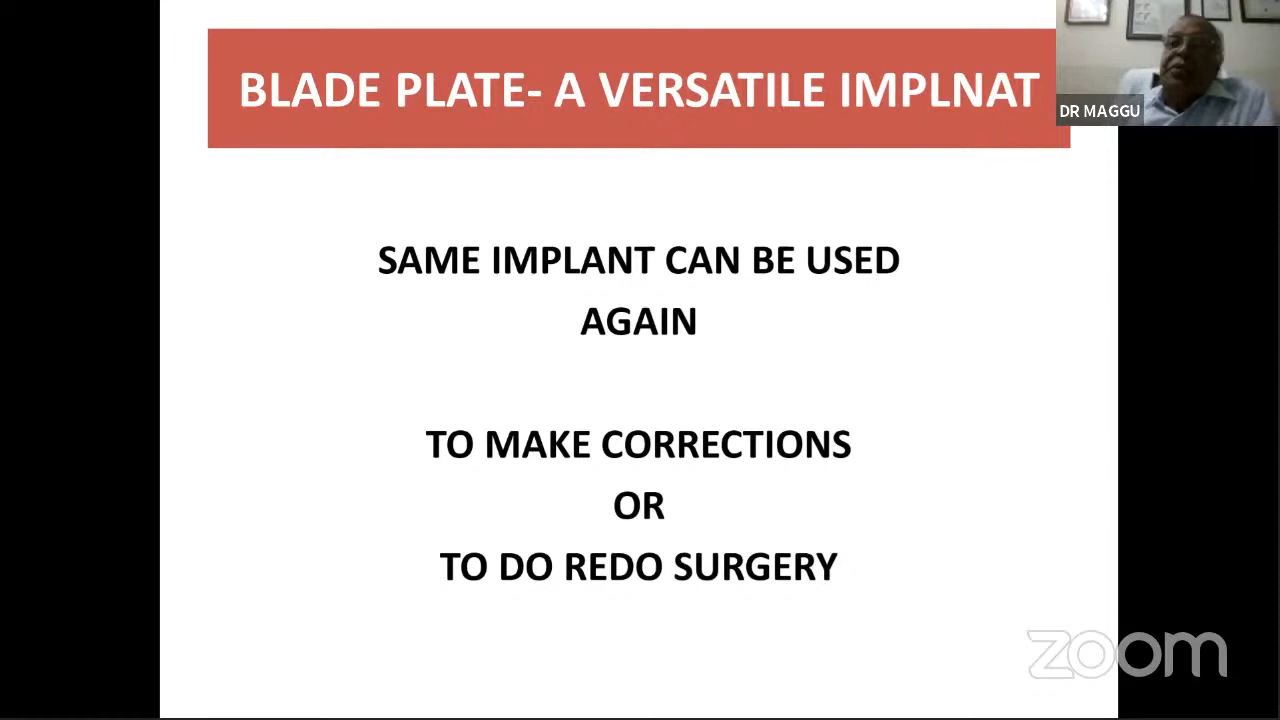 BLADE PLATE- A VERSATILE IMPLNAT
DR MAGGU
SAME IMPLANT CAN BE USED
AGAIN
TO MAKE CORRECTIONS
OR
TO DO REDO SURGERY
zoom